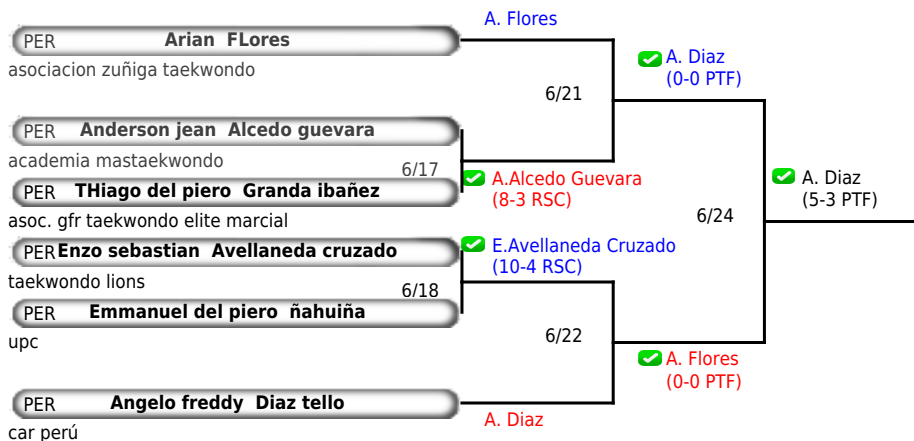 A. Flores
PER Arian FLores
asociacion zuñiga taekwondo
A. Diaz
(0-0 PTF)
6/21
PER Anderson jean Alcedo guevara
academia mastaekwondo
6/17
A.Alcedo Guevara
(8-3 RSC)
PER THiago del piero Granda ibañez
asoc. gfr taekwondo elite marcial
A. Diaz
(5-3 PTF)
6/24
PER Enzo sebastian Avellaneda cruzado
taekwondo lions
E.Avellaneda Cruzado
(10-4 RSC)
6/18
PER Emmanuel del piero ñahuiña
upc
6/22
A. Flores
(0-0 PTF)
PER Angelo freddy Diaz tello
car perú
A. Diaz